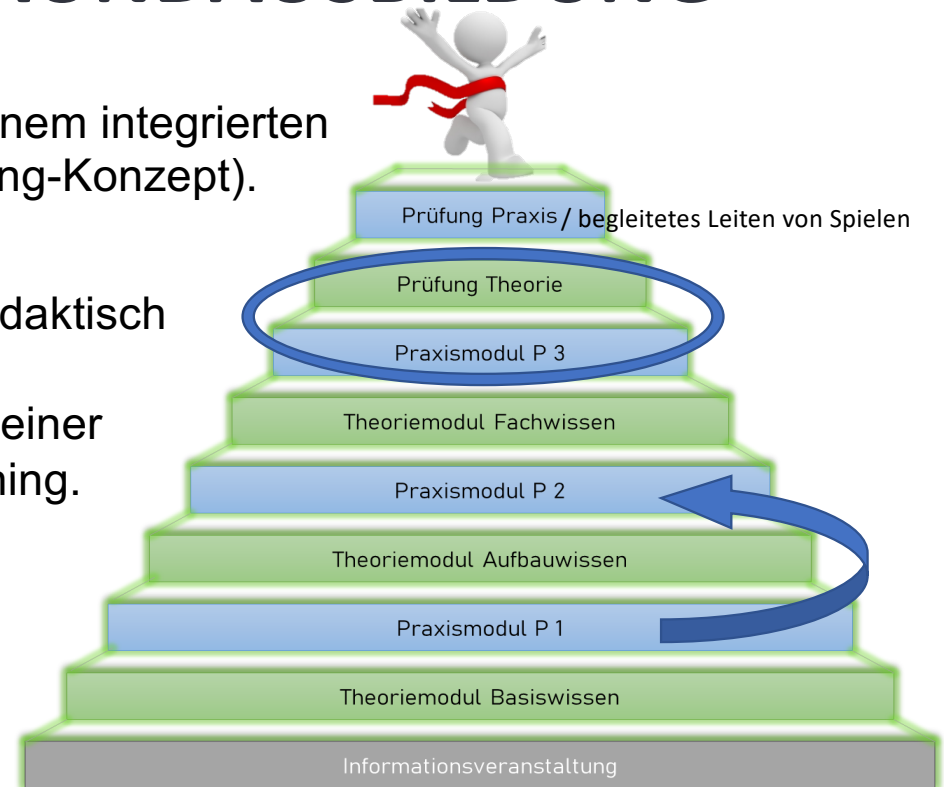 nem integrierten
ng-Konzept).
daktisch
einer
ning.
Prüfung Praxis / begleitetes Leiten von Spielen
Prüfung Theorie
Praxismodul P 3
Theoriemodul Fachwissen
Praxismodul P 2
Theoriemodul Aufbauwissen
Praxismodul P 1
Theoriemodul Basiswissen
Informationsveranstaltung